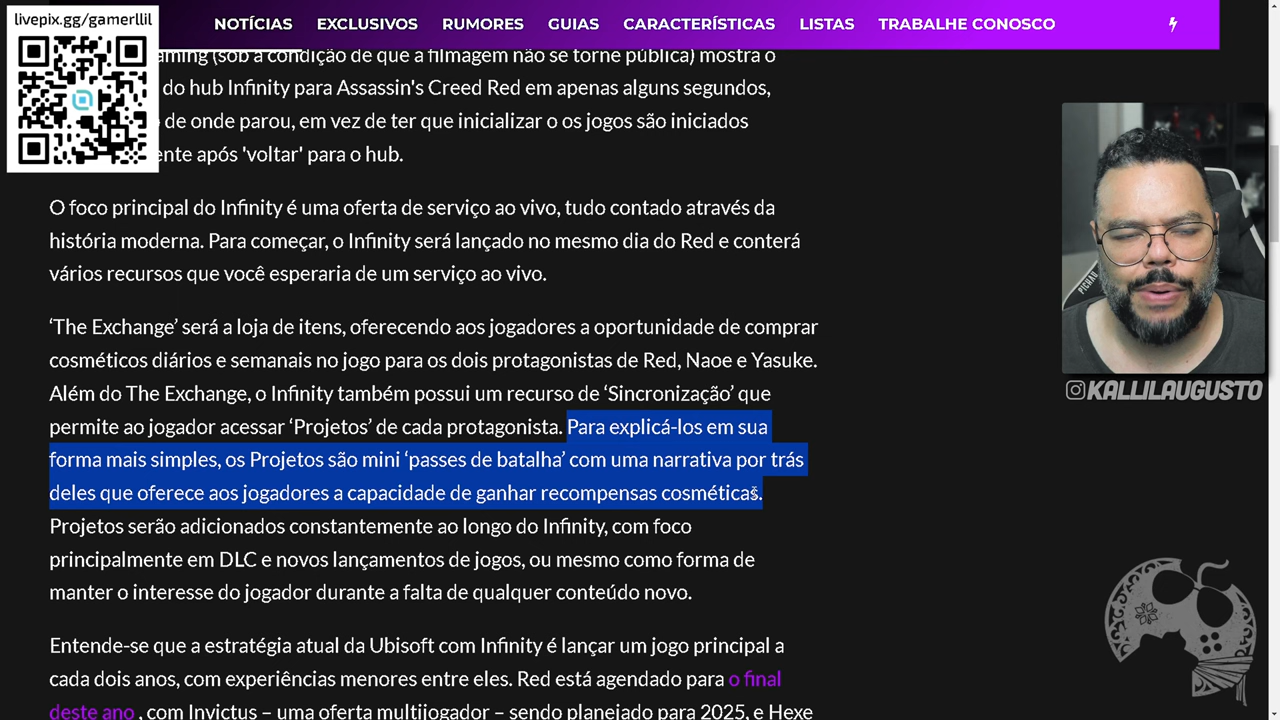 livepix.gg/gamerllil
NOTÍCIAS EXCLUSIVOS RUMORES GUIAS CARACTERÍSTICAS LISTAS TRABALHE CONOSCO
(sob a condição de que a filmagem não se torne pública) mostra o
do hub Infinity para Assassin's Creed Red em apenas alguns segundos,
de onde parou, em vez de ter que inicializar o os jogos são iniciados
após 'voltar' para o hub.
O foco principal do Infinity é uma oferta de serviço ao vivo, tudo contado através da
história moderna. Para começar, o Infinity será lançado no mesmo dia do Red e conterá
vários recursos que você esperaria de um serviço ao vivo.
‘The Exchange’ será a loja de itens, oferecendo aos jogadores a oportunidade de comprar
cosméticos diários e semanais no jogo para os dois protagonistas de Red, Naoe e Yasuke.
Além do The Exchange, o Infinity também possui um recurso de ‘Sincronização’ que
permite ao jogador acessar ‘Projetos’ de cada protagonista. Para explicá-los em sua
forma mais simples, os Projetos são mini ‘passes de batalha’ com uma narrativa por trás
deles que oferece aos jogadores a capacidade de ganhar recompensas cosméticas.
Projetos serão adicionados constantemente ao longo do Infinity, com foco
principalmente em DLC e novos lançamentos de jogos, ou mesmo como forma de
manter o interesse do jogador durante a falta de qualquer conteúdo novo.
Entende-se que a estratégia atual da Ubisoft com Infinity é lançar um jogo principal a
cada dois anos, com experiências menores entre eles. Red está agendado para o final
deste ano , com Invictus – uma oferta multijogador – sendo planejado para 2025, e Hexe
PICHAU
KALLILAUGUSTO